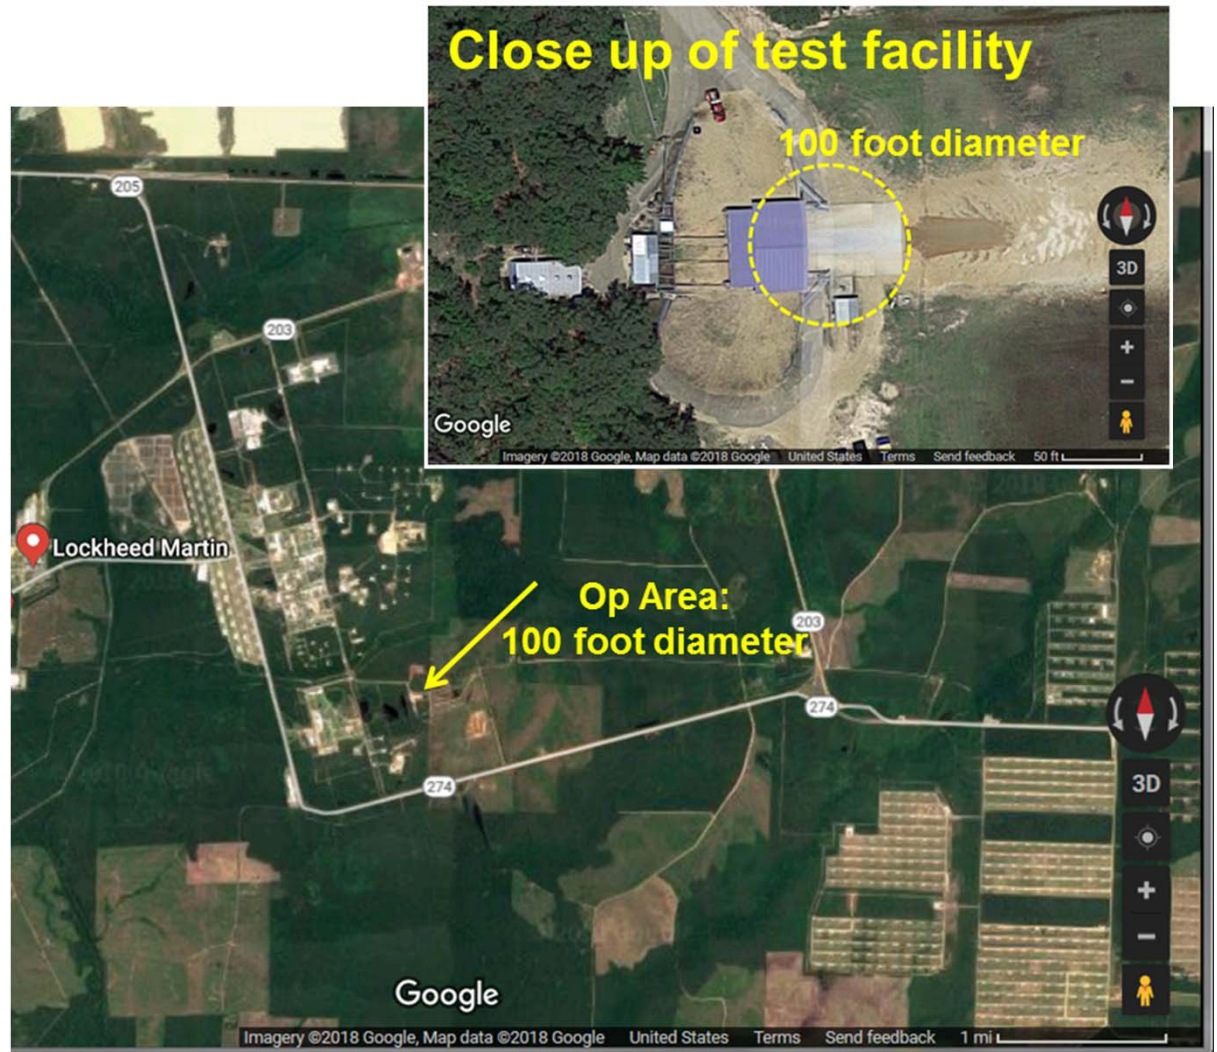 Close up of test facility
100 foot diameter
3D
Google
Imagery ©2018 Google, Map data ©2018 Google United States Terms Send feedback 50 ft
205
203
Lockheed Martin
Op Area:
100 foot diameter
203
274
274
3D
Google
Imagery ©2018 Google, Map data ©2018 Google United States Terms Send feedback 1 mi